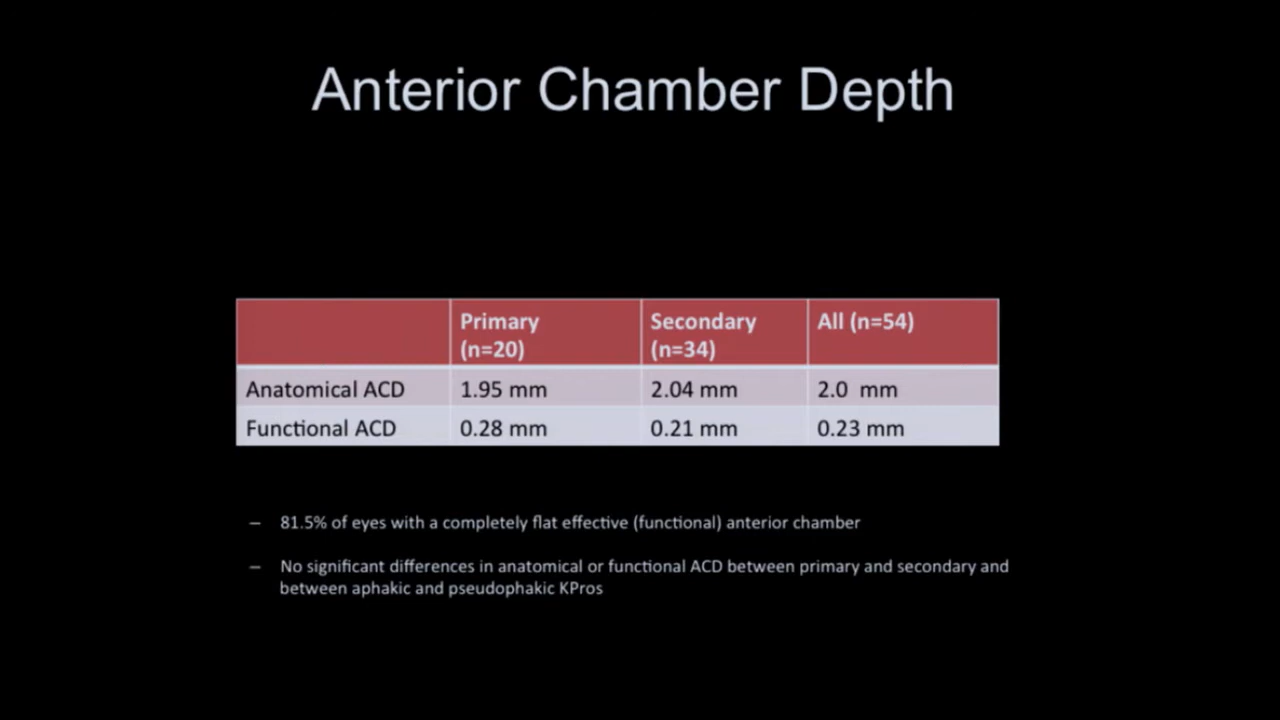 Anterior Chamber Depth
Primary (n=20) Secondary (n=34) All (n=54)
Anatomical ACD 1.95 mm 2.04 mm 2.0 mm
Functional ACD 0.28 mm 0.21 mm 0.23 mm
– 81.5% of eyes with a completely flat effective (functional) anterior chamber
– No significant differences in anatomical or functional ACD between primary and secondary and
between aphakic and pseudophakic KPros